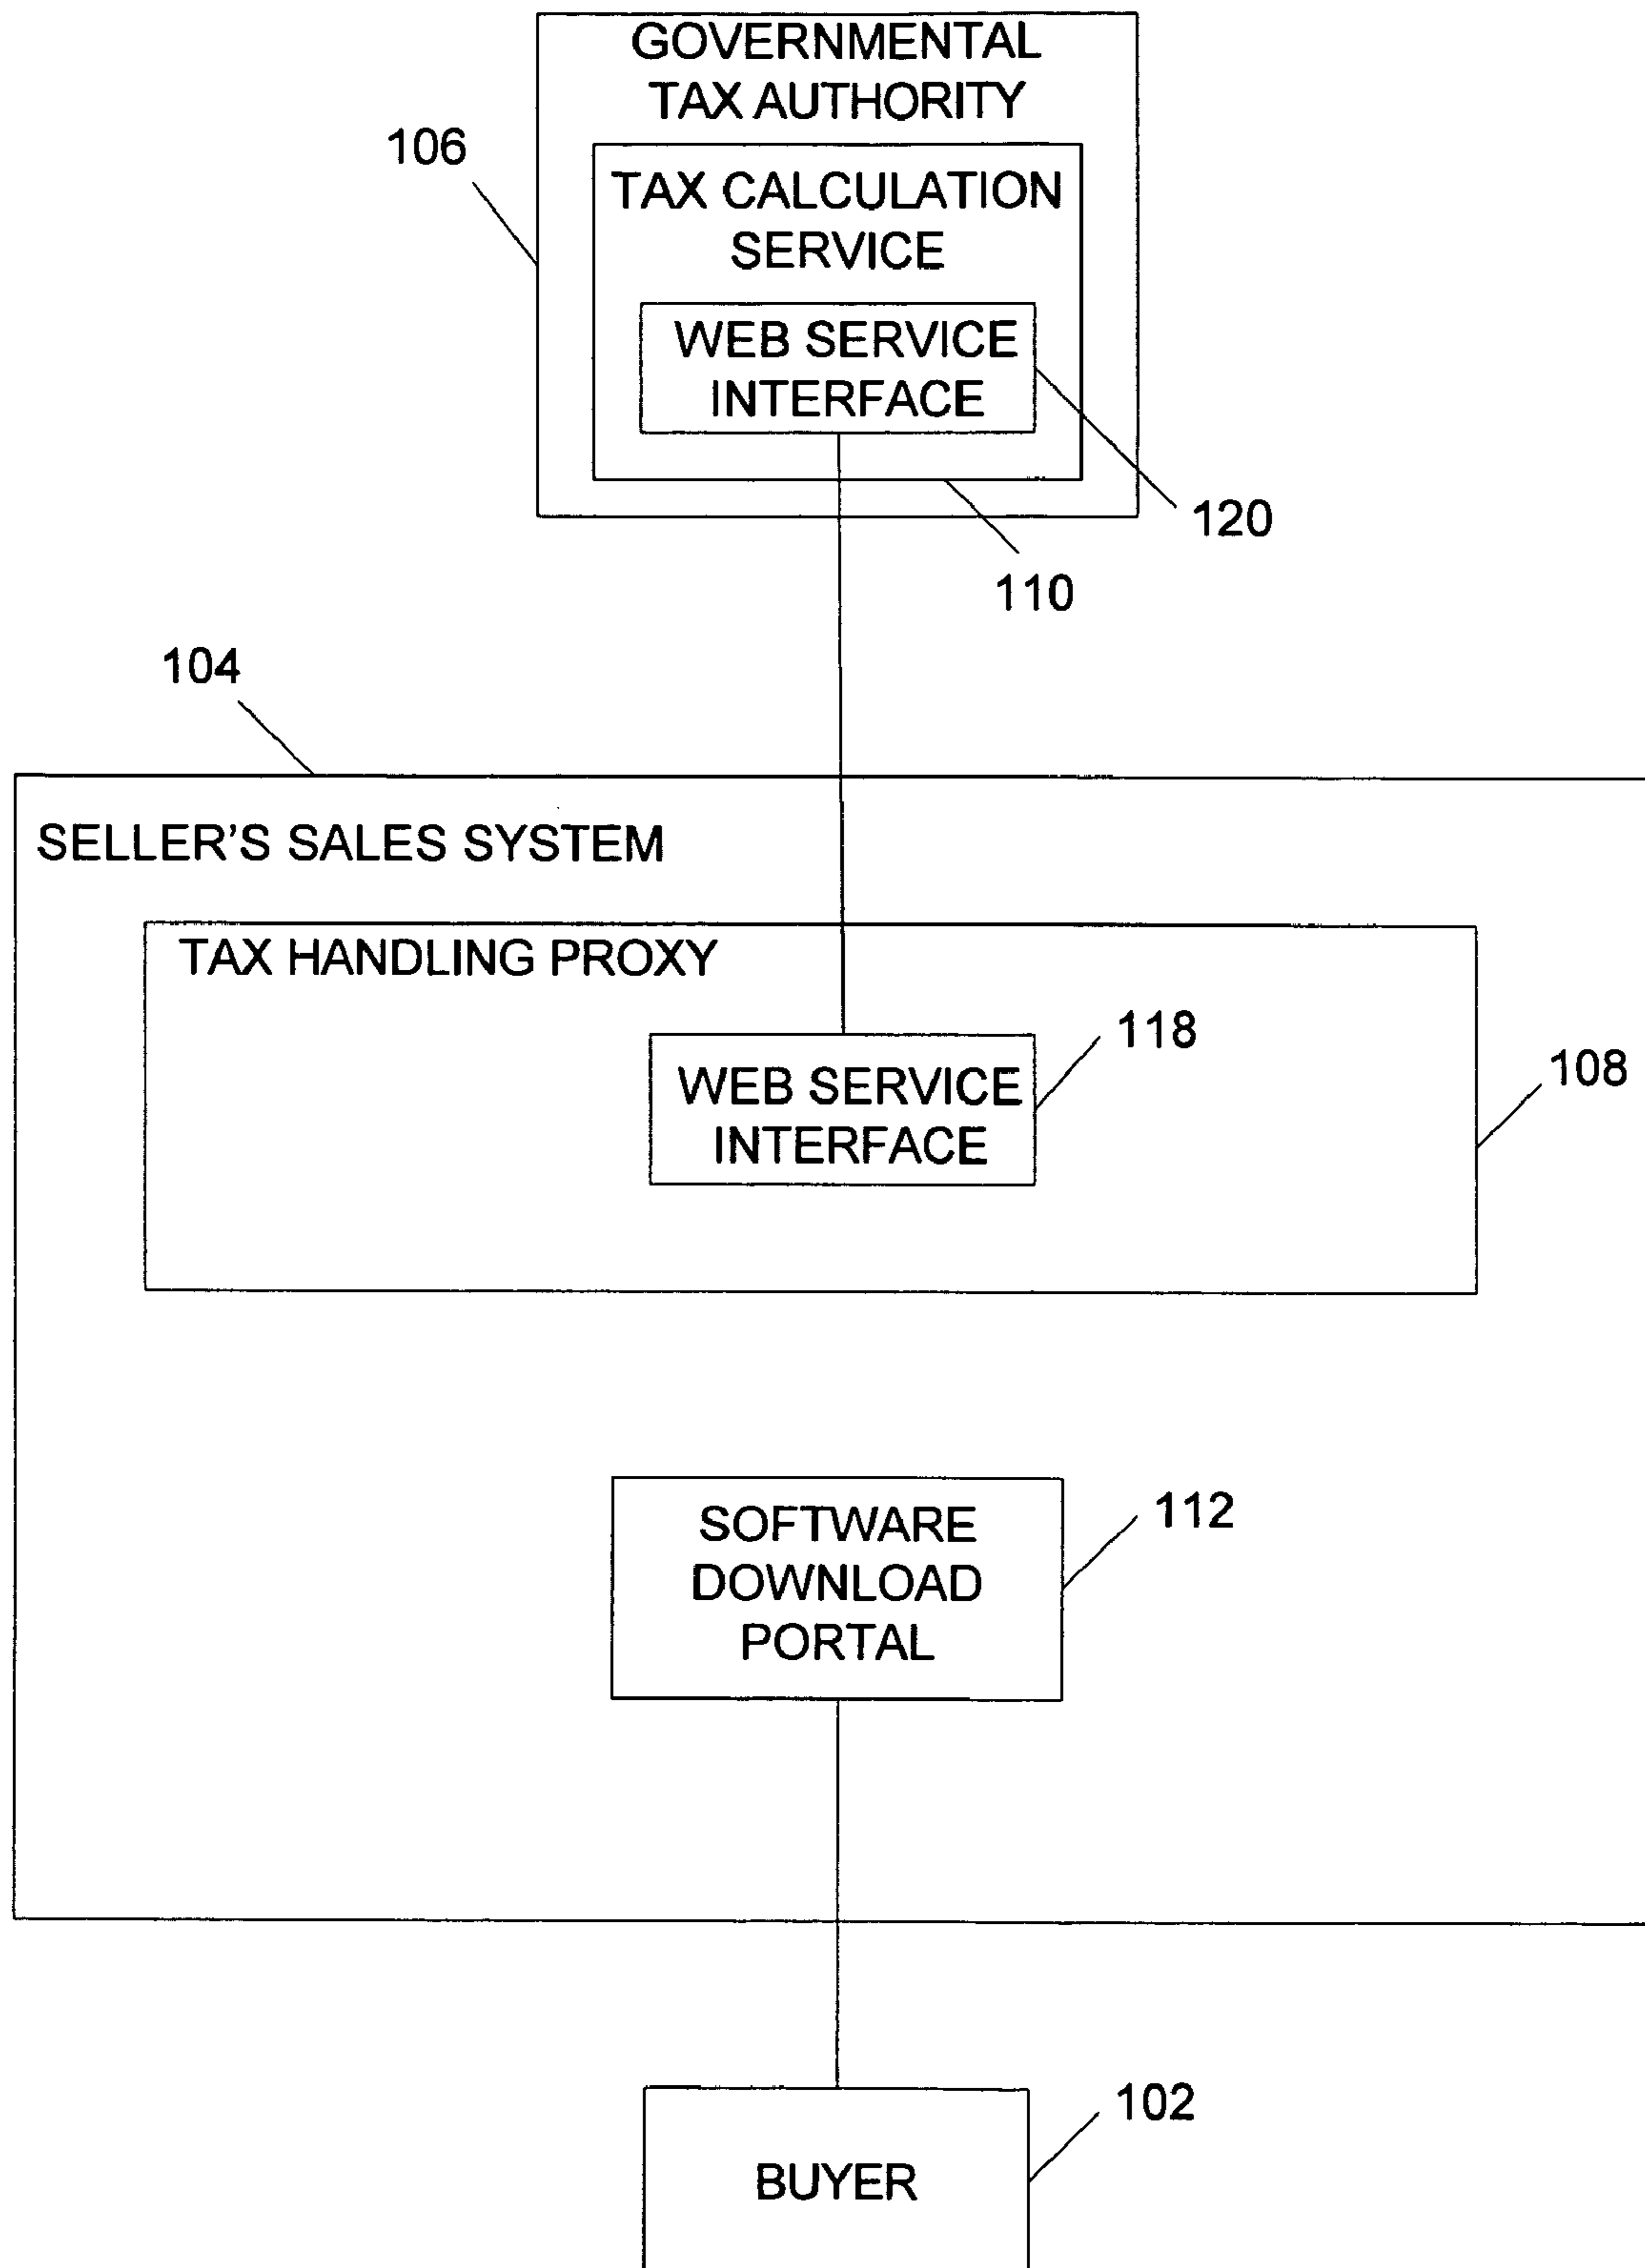 GOVERNMENTAL
TAX AUTHORITY
106
TAX CALCULATION
SERVICE
WEB SERVICE
INTERFACE
120
110
104
SELLER'S SALES SYSTEM
TAX HANDLING PROXY
118
108
WEB SERVICE
INTERFACE
SOFTWARE
DOWNLOAD
PORTAL
112
102
BUYER